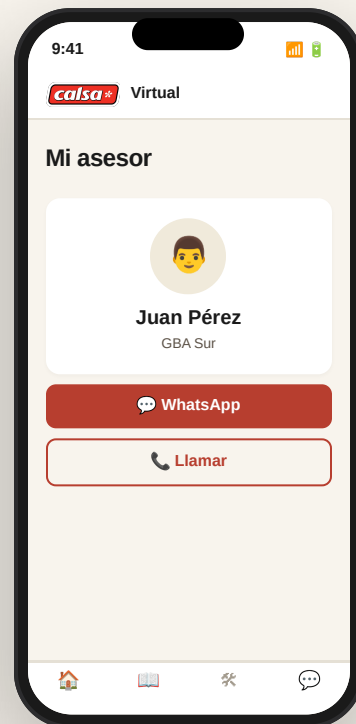 9:41
calsa
Virtual
Mi asesor
Juan Pérez
GBA Sur
WhatsApp
Llamar